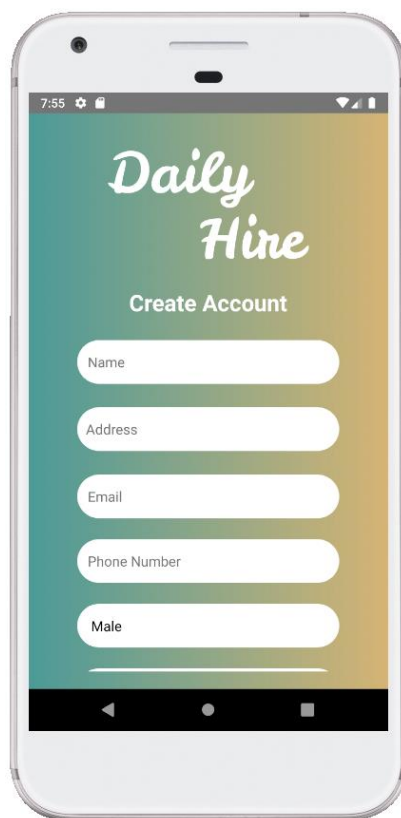 7:55
Daily
Hire
Create Account
Name
Address
Email
Phone Number
Male